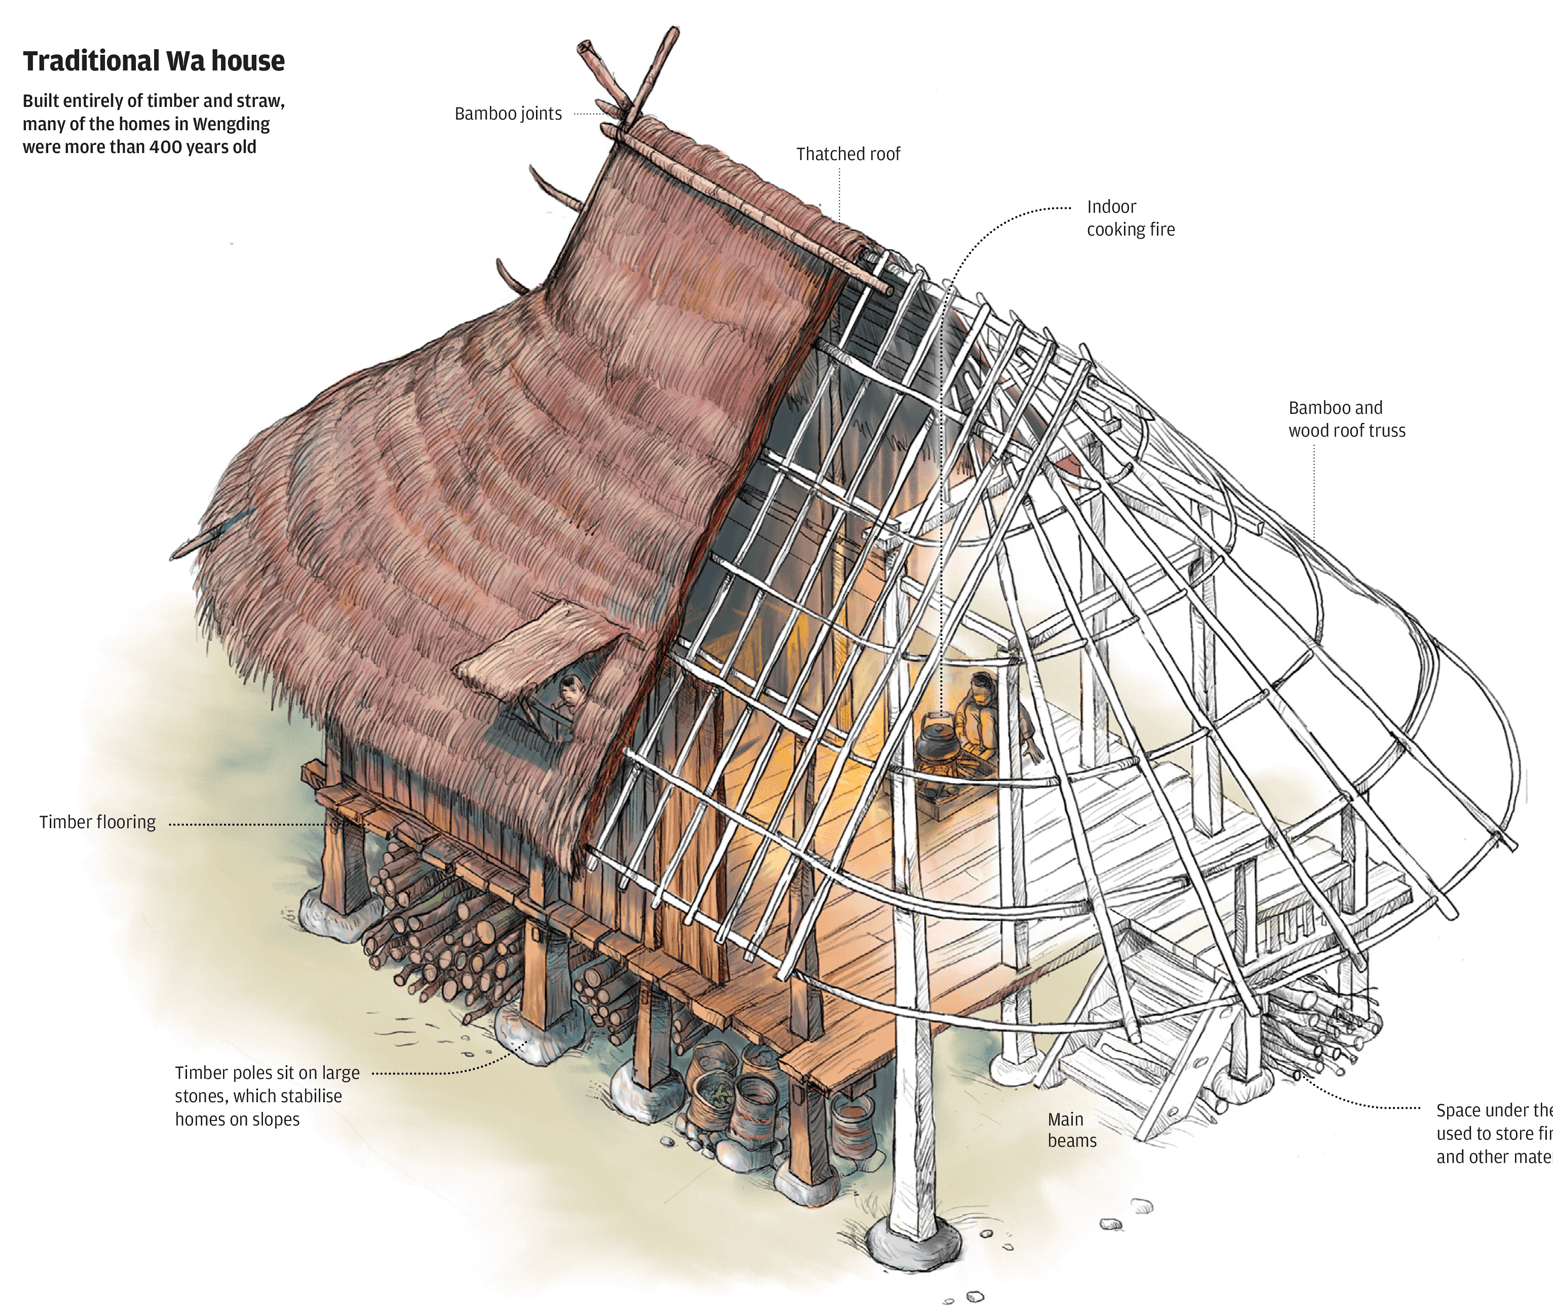 Traditional Wa house
Built entirely of timber and straw,
many of the homes in Wengding
were more than 400 years old
Bamboo joints
Thatched roof
Indoor
cooking fire
Bamboo and
wood roof truss
Timber flooring
Timber poles sit on large
stones, which stabilise
homes on slopes
Main
beams
Space under the
used to store
and other